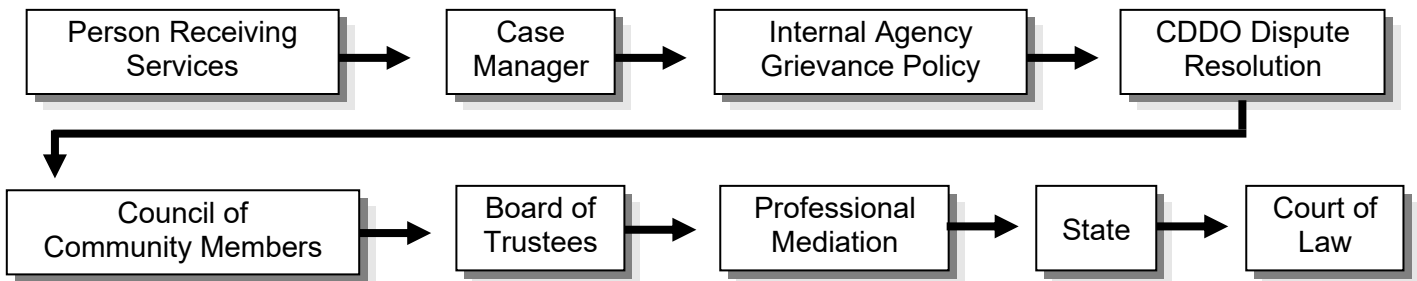 Person Receiving
Services
Case
Manager
Internal Agency
Grievance Policy
CDDO Dispute
Resolution
Council of
Community Members
Board of
Trustees
Professional
Mediation
State
Court of
Law